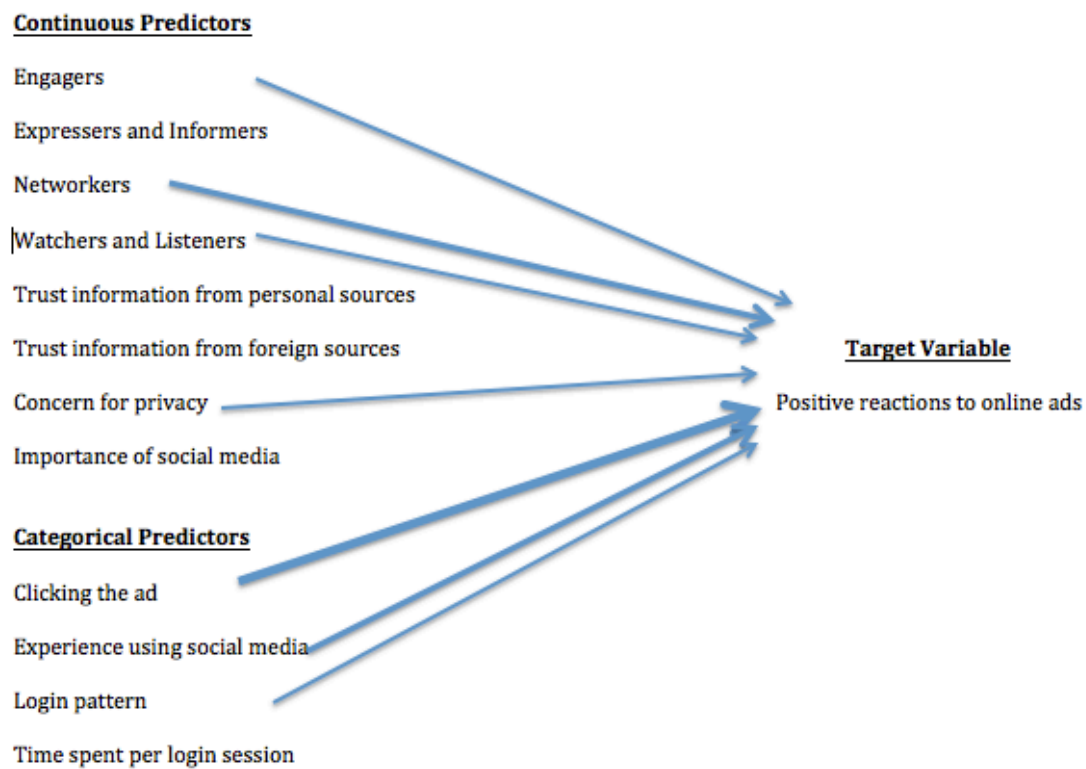 Continuous Predictors
Engagers
Expressers and Informers
Networkers
Watchers and Listeners
Trust information from personal sources
Trust information from foreign sources
Concern for privacy
Importance of social media
Categorical Predictors
Clicking the ad
Experience using social media
Login pattern
Time spent per login session
Target Variable
Positive reactions to online ads